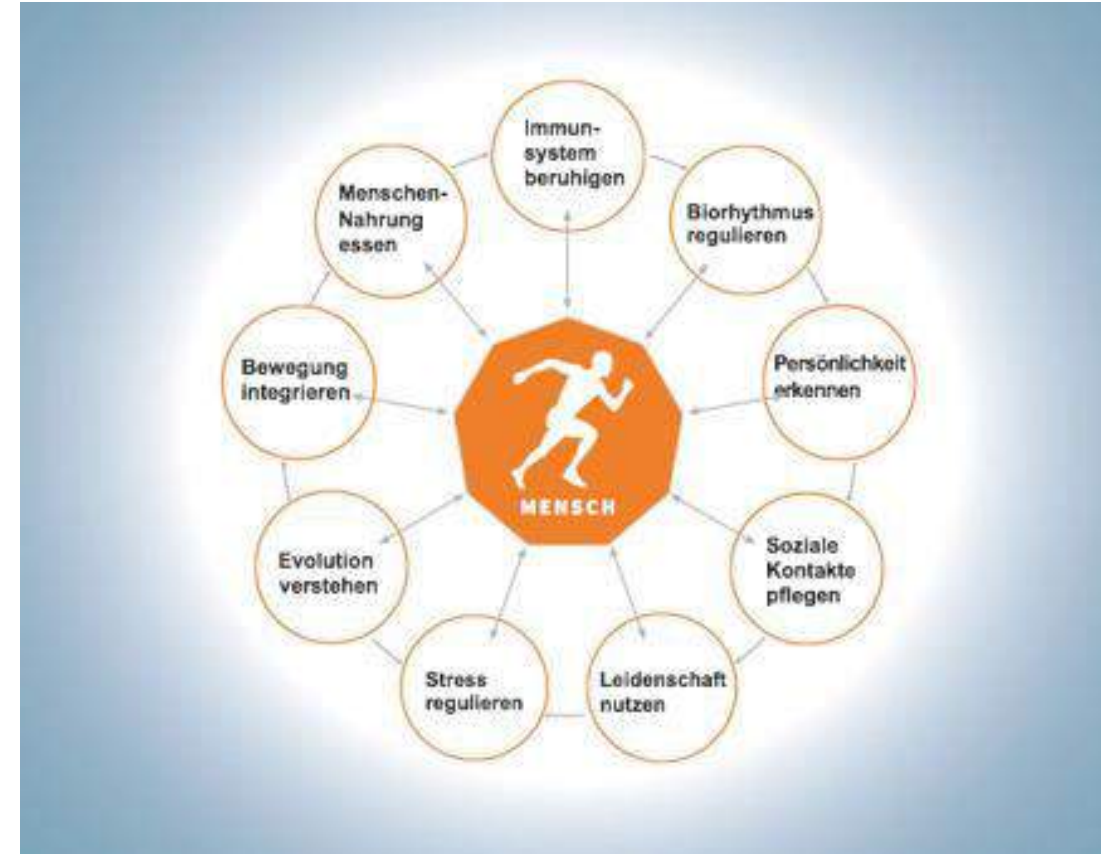 Immun-
system
beruhigen
Biorhythmus
regulieren
Persönlichkeit
erkennen
Soziale
Kontakte
pflegen
Leidenschaft
nutzen
Stress
regulieren
Evolution
verstehen
Bewegung
integrieren
Menschen-
Nahrung
essen
MENSCH